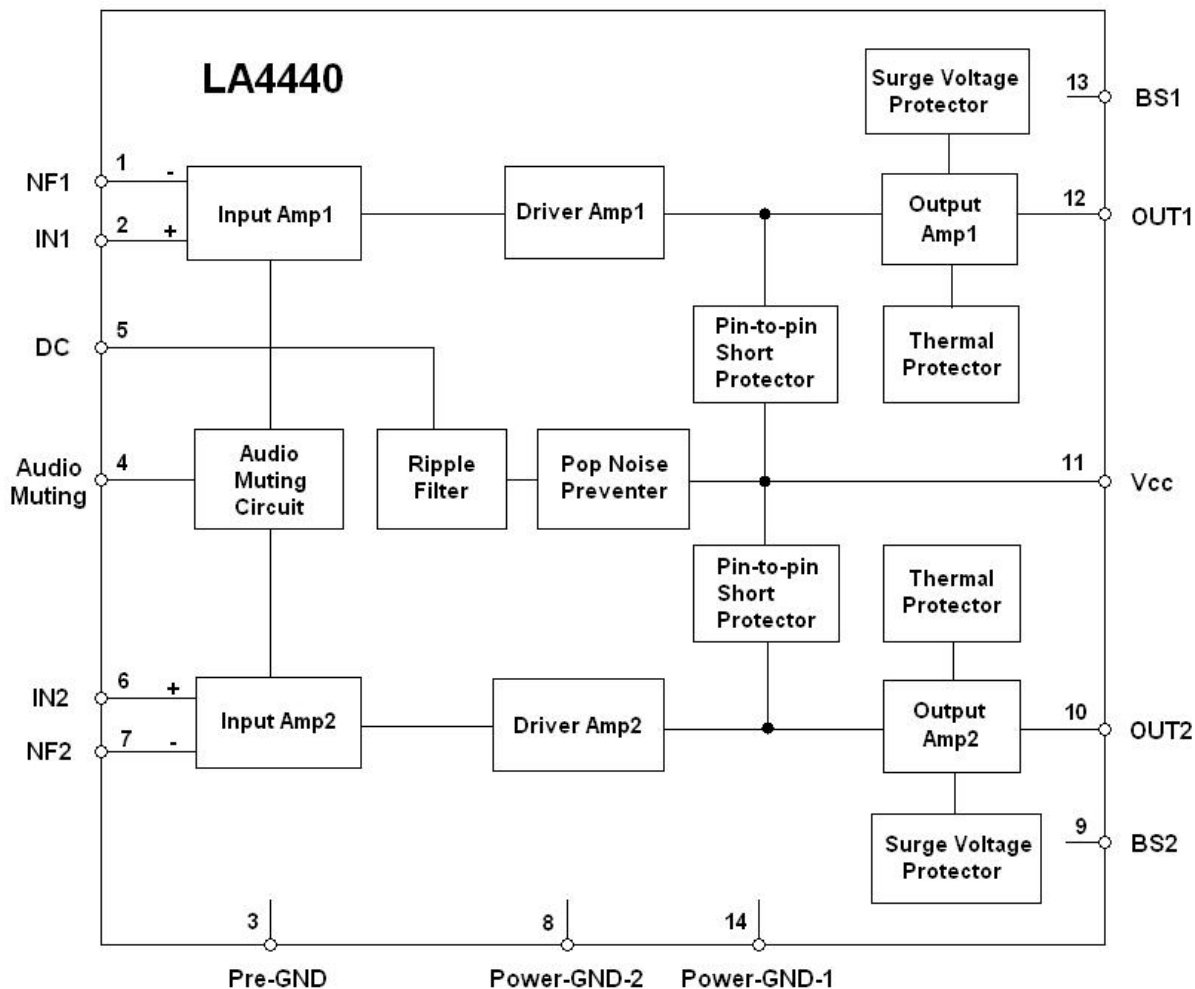 LA4440
Surge Voltage
Protector
13
BS1
1
-
NF1
Input Amp1
Driver Amp1
Output
Amp1
12
OUT1
2
+
IN1
5
DC
Pin-to-pin
Short
Protector
Thermal
Protector
Audio
Muting
4
Audio
Muting
Circuit
Ripple
Filter
Pop Noise
Preventer
11
Vcc
Pin-to-pin
Short
Protector
Thermal
Protector
6
+
IN2
Input Amp2
Driver Amp2
Output
Amp2
10
OUT2
7
-
NF2
Surge Voltage
Protector
9
BS2
3
8
14
Pre-GND
Power-GND-2
Power-GND-1